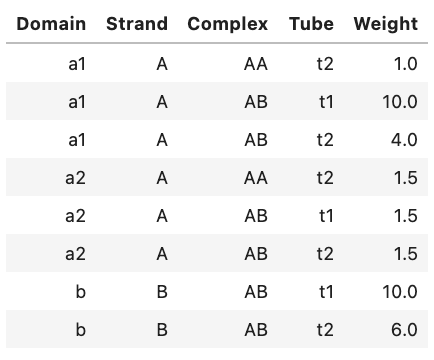 Domain Strand Complex Tube Weight
a1 A AA t2 1.0
a1 A AB t1 10.0
a1 A AB t2 4.0
a2 A AA t2 1.5
a2 A AB t1 1.5
a2 A AB t2 1.5
b B AB t1 10.0
b B AB t2 6.0